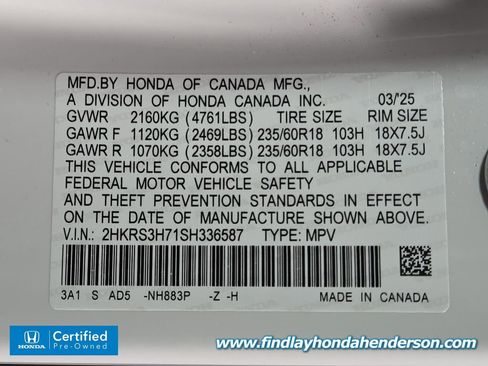 MFD.BY HONDA OF CANADA MFG.,
A DIVISION OF HONDA CANADA INC. 03/'25
GVWR 2160KG (4761LBS) TIRE SIZE RIM SIZE
GAWR F 1120KG (2469LBS) 235/60R18 103H 18X7.5J
GAWR R 1070KG (2358LBS) 235/60R18 103H 18X7.5J
THIS VEHICLE CONFORMS TO ALL APPLICABLE
FEDERAL MOTOR VEHICLE SAFETY
AND THEFT PREVENTION STANDARDS IN EFFECT
ON THE DATE OF MANUFACTURE SHOWN ABOVE.
V.I.N.: 2HKRS3H71SH336587 TYPE: MPV
3A1 S AD5 -NH883P -Z -H MADE IN CANADA
HONDA
Certified
Pre-Owned
www.findlayhondahenderson.com